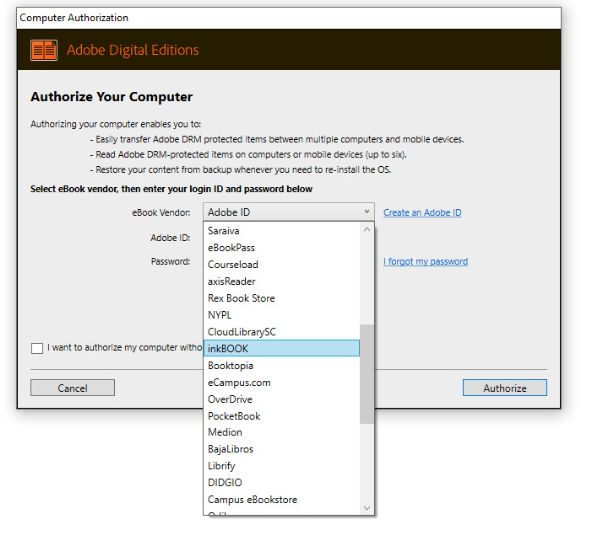 Computer Authorization
Adobe Digital Editions
Authorize Your Computer
Authorizing your computer enables you to:
- Easily transfer Adobe DRM protected items between multiple computers and mobile devices.
- Read Adobe DRM-protected items on computers or mobile devices (up to six).
- Restore your content from backup whenever you need to re-install the OS.
Select eBook vendor, then enter your login ID and password below
eBook Vendor: Adobe ID Create an Adobe ID
Adobe ID:
Password: I forgot my password
Saraiva
eBookPass
Courseload
axisReader
Rex Book Store
NYPL
CloudLibrarySC
inkBOOK
Booktopia
eCampus.com
OverDrive
PocketBook
Medion
BajaLibros
Librify
DIDGIO
Campus eBookstore
I want to authorize my computer witho
Cancel Authorize